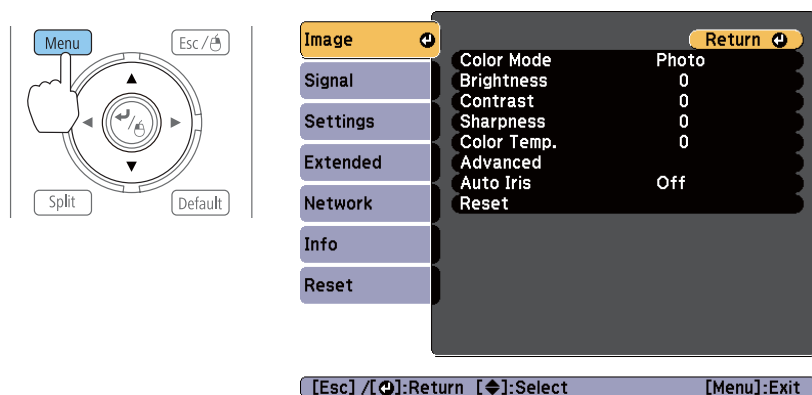 Menu
Esc/
Split
Default
Image
Signal
Settings
Extended
Network
Info
Reset
Return
Color Mode Photo
Brightness 0
Contrast 0
Sharpness 0
Color Temp. 0
Advanced
Auto Iris Off
Reset
[Esc] /[ ]:Return [ ]:Select [Menu]:Exit